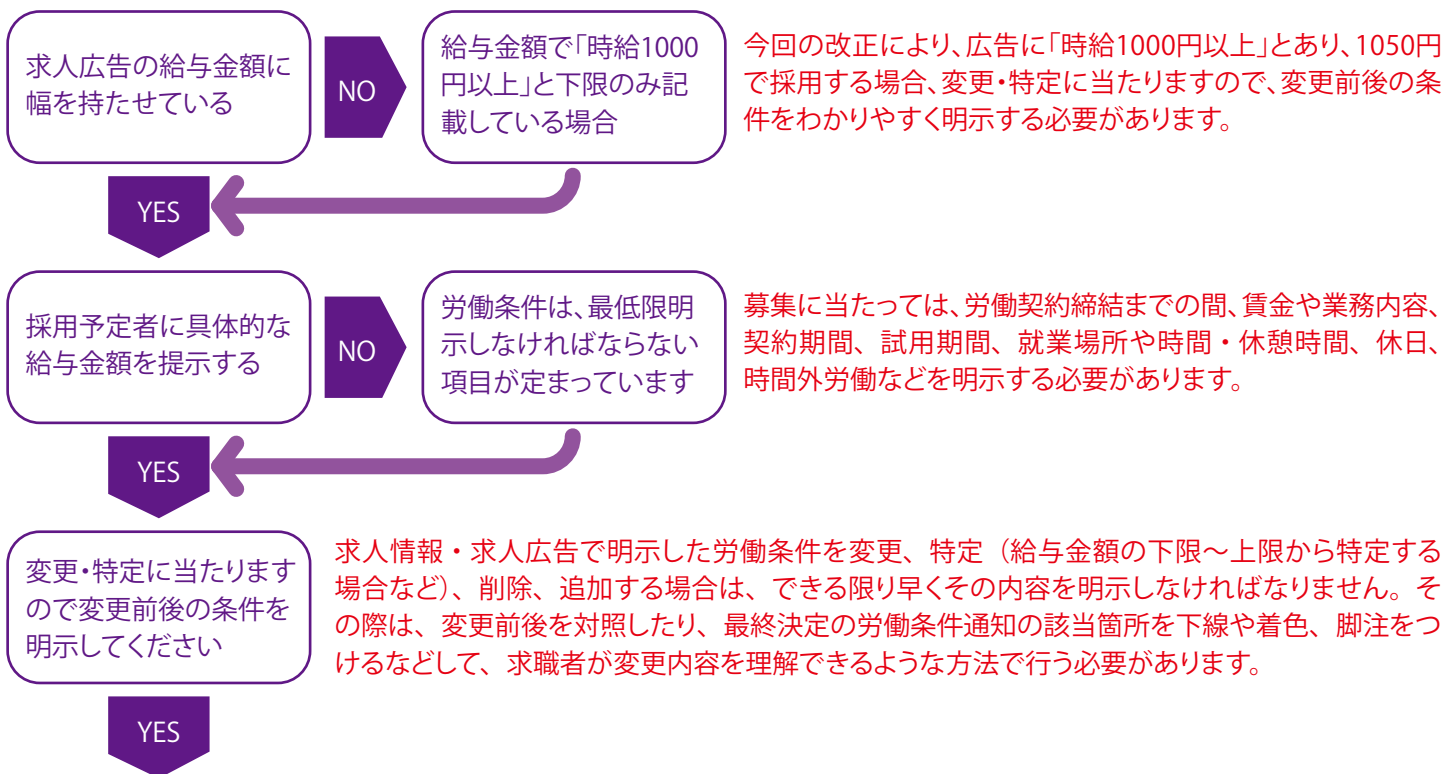 求人広告の給与金額に
幅を持たせている
NO
給与金額で「時給1000
円以上」と下限のみ記
載している場合
今回の改正により、広告に「時給1000円以上」とあり、1050円
で採用する場合、変更・特定に当たりますので、変更前後の条
件をわかりやすく明示する必要があります。
YES
採用予定者に具体的な
給与金額を提示する
NO
労働条件は、最低限明
示しなければならない
項目が定まっています
募集に当たっては、労働契約締結までの間、賃金や業務内容、
契約期間、試用期間、就業場所や時間・休憩時間、休日、
時間外労働などを明示する必要があります。
YES
変更・特定に当たります
ので変更前後の条件を
明示してください
求人情報・求人広告で明示した労働条件を変更、特定（給与金額の下限～上限から特定する
場合など）、削除、追加する場合は、できる限り早くその内容を明示しなければなりません。そ
の際は、変更前後を対照したり、最終決定の労働条件通知の該当箇所を下線や着色、脚注をつ
けるなどして、求職者が変更内容を理解できるような方法で行う必要があります。
YES